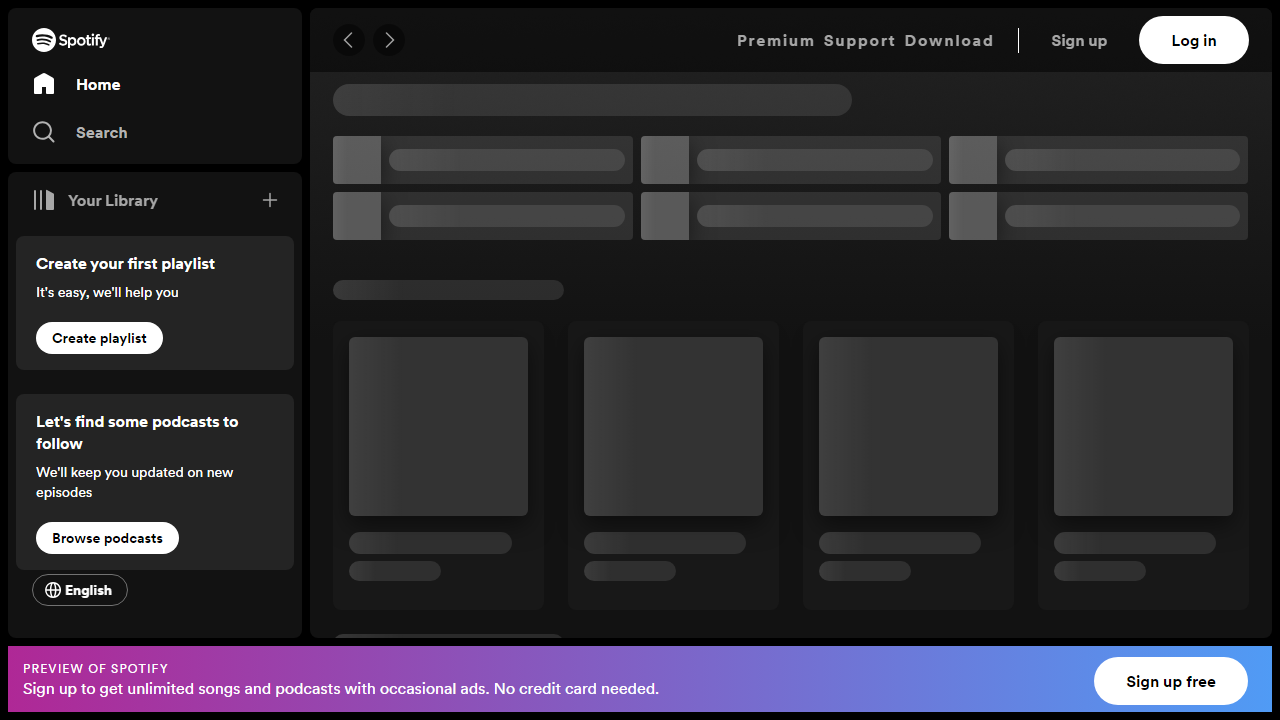 Spotify
Home
Search
Your Library
Create your first playlist
It's easy, we'll help you
Create playlist
Let's find some podcasts to
follow
We'll keep you updated on new
episodes
Browse podcasts
English
Premium Support Download
Sign up
Log in
PREVIEW OF SPOTIFY
Sign up to get unlimited songs and podcasts with occasional ads. No credit card needed.
Sign up free